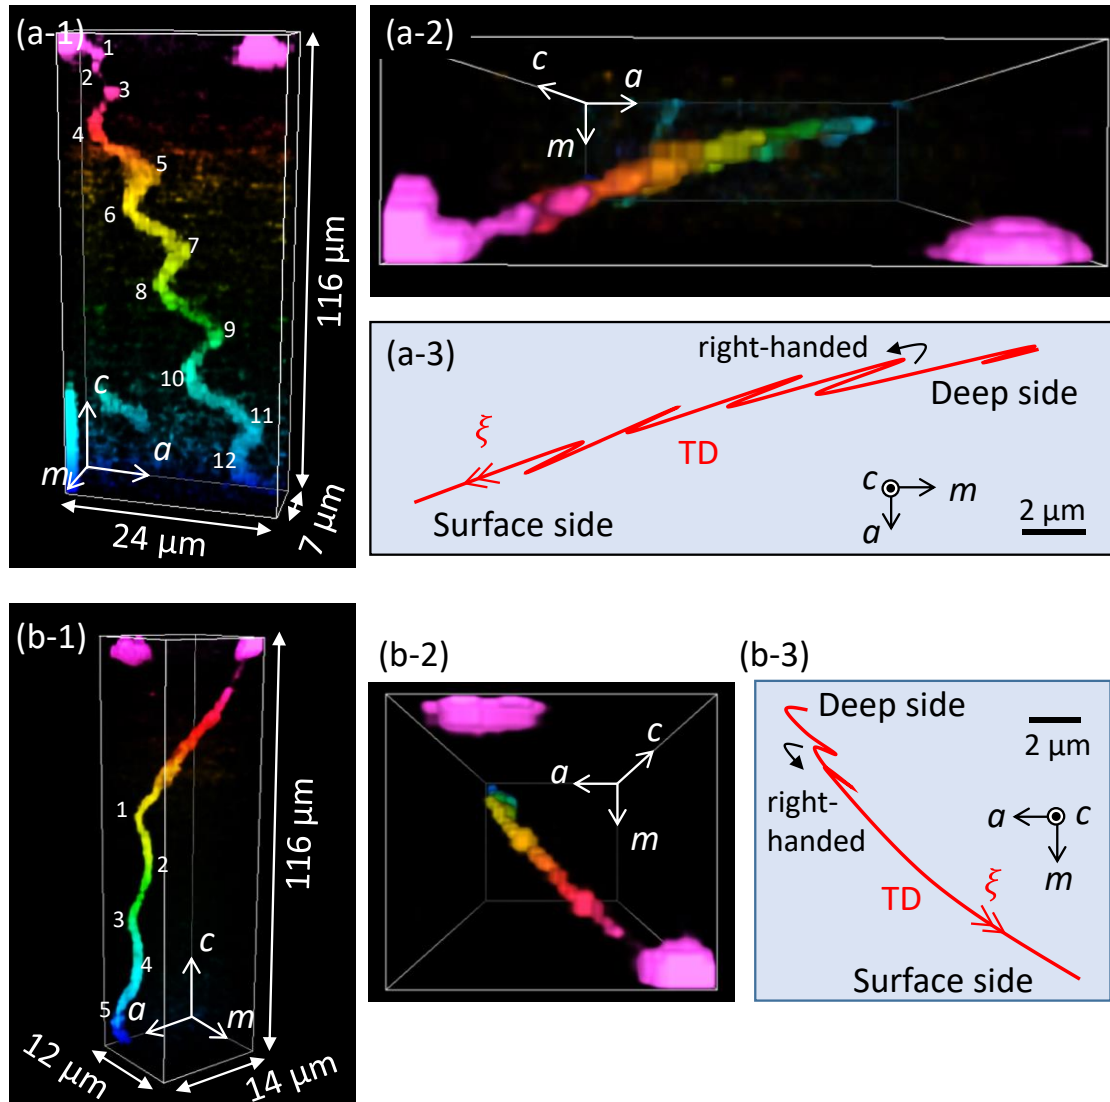 (a-1)
1
2
3
4
5
6
7
8
9
10
11
12
c
a
m
116 µm
24 µm
7 µm
(a-2)
c
a
m
(a-3)
right-handed
Deep side
ξ
TD
Surface side
c
m
a
2 µm
(b-1)
1
2
3
4
5
c
a
m
116 µm
12 µm
14 µm
(b-2)
c
a
m
(b-3)
Deep side
2 µm
right-
handed
a
c
m
TD
ξ
Surface side